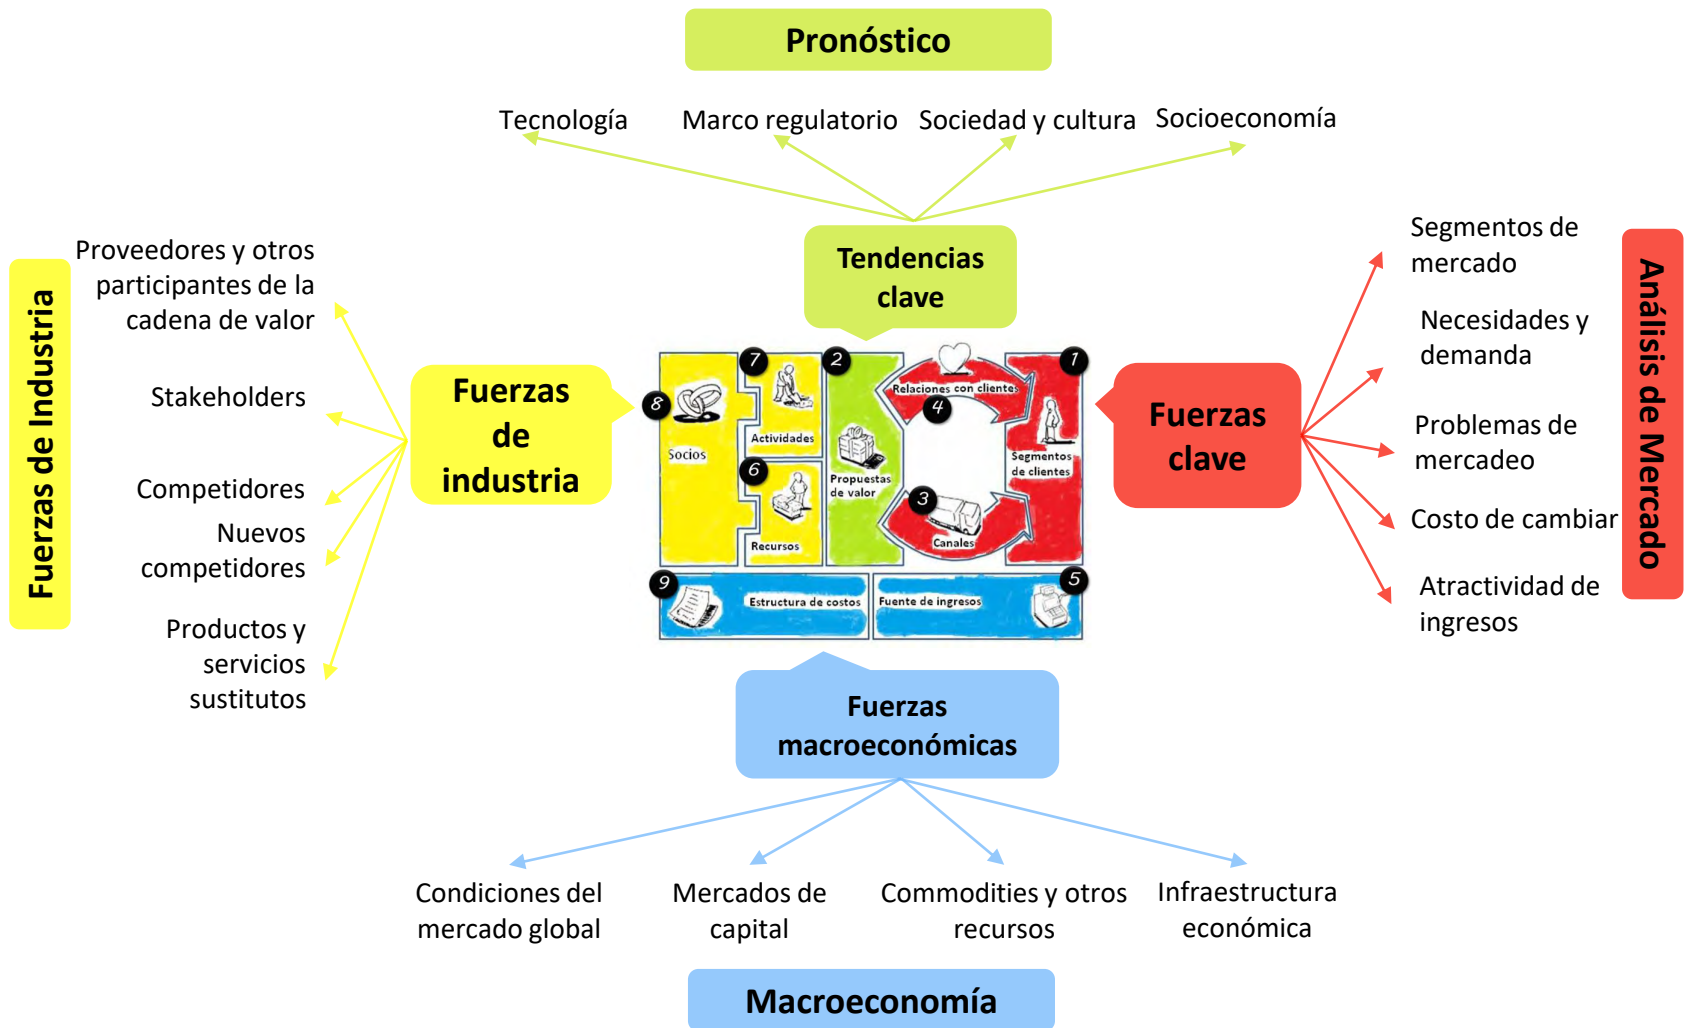 Pronóstico
Tecnología
Marco regulatorio
Sociedad y cultura
Socioeconomía
Tendencias
clave
Fuerzas de Industria
Proveedores y otros
participantes de la
cadena de valor
Stakeholders
Competidores
Nuevos
competidores
Productos y
servicios
sustitutos
Fuerzas
de
industria
8
Socios
7
Actividades
6
Recursos
2
Propuestas
de valor
Relaciones con clientes
4
3
Canales
1
Segmentos
de clientes
9
Estructura de costos
Fuente de ingresos
5
Fuerzas
clave
Segmentos de
mercado
Necesidades y
demanda
Problemas de
mercadeo
Costo de cambiar
Atractividad de
ingresos
Análisis de Mercado
Fuerzas
macroeconómicas
Condiciones del
mercado global
Mercados de
capital
Commodities y otros
recursos
Infraestructura
económica
Macroeconomía